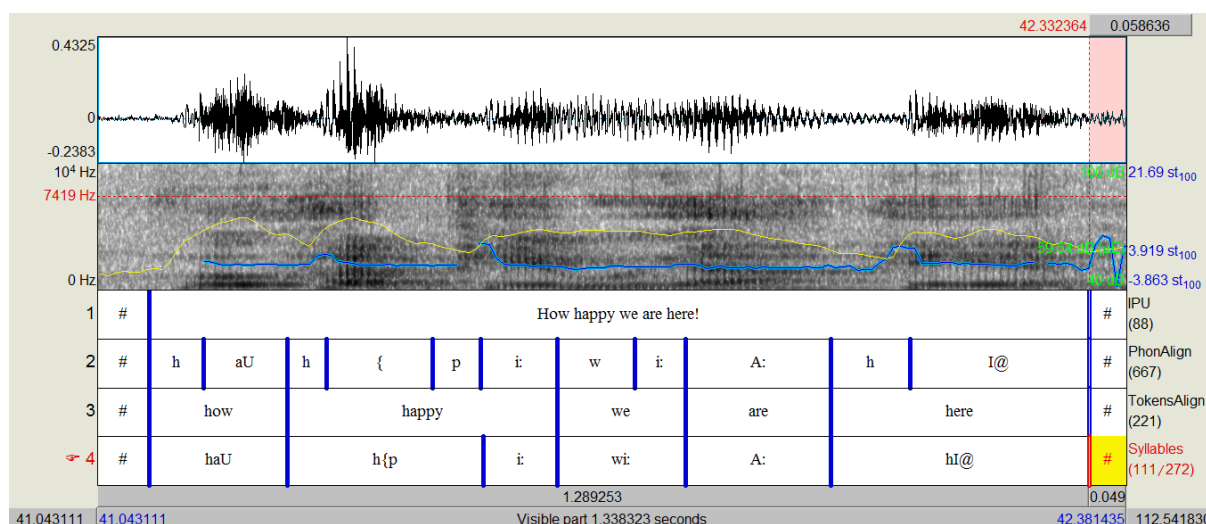 42.332364 0.058636
0.4325
0
-0.2383
10⁴ Hz 100 dB 21.69 st₁₀₀
7419 Hz
3.919 st₁₀₀
0 Hz -3.863 st₁₀₀
1 # How happy we are here! # IPU (88)
2 # h aU h { p i: w i: A: h I@ # PhonAlign (667)
3 # how happy we are here # TokensAlign (221)
☞ 4 # haU h{p i: wi: A: hI@ # Syllables (111/272)
1.289253 0.049
41.043111 41.043111 Visible part 1.338323 seconds 42.381435 112.541830